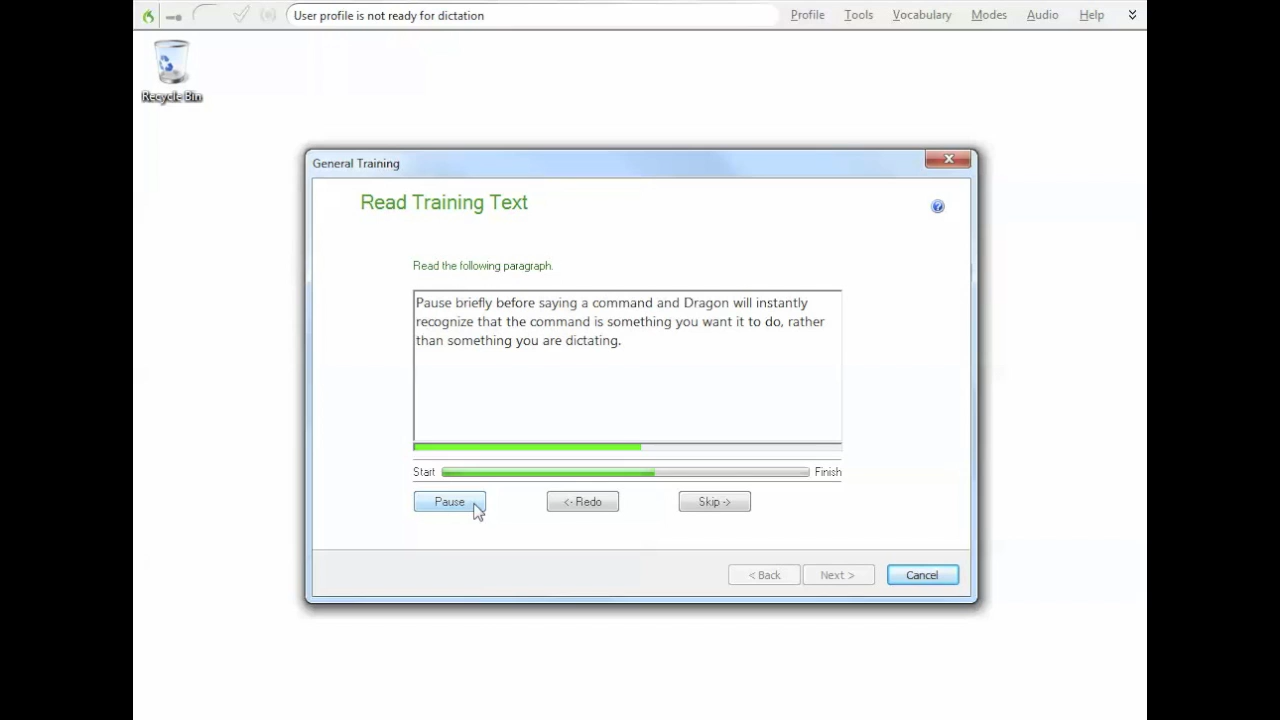 User profile is not ready for dictation
Profile Tools Vocabulary Modes Audio Help
Recycle Bin
General Training
Read Training Text
Read the following paragraph.
Pause briefly before saying a command and Dragon will instantly
recognize that the command is something you want it to do, rather
than something you are dictating.
Start Finish
Pause <- Redo Skip ->
< Back Next > Cancel